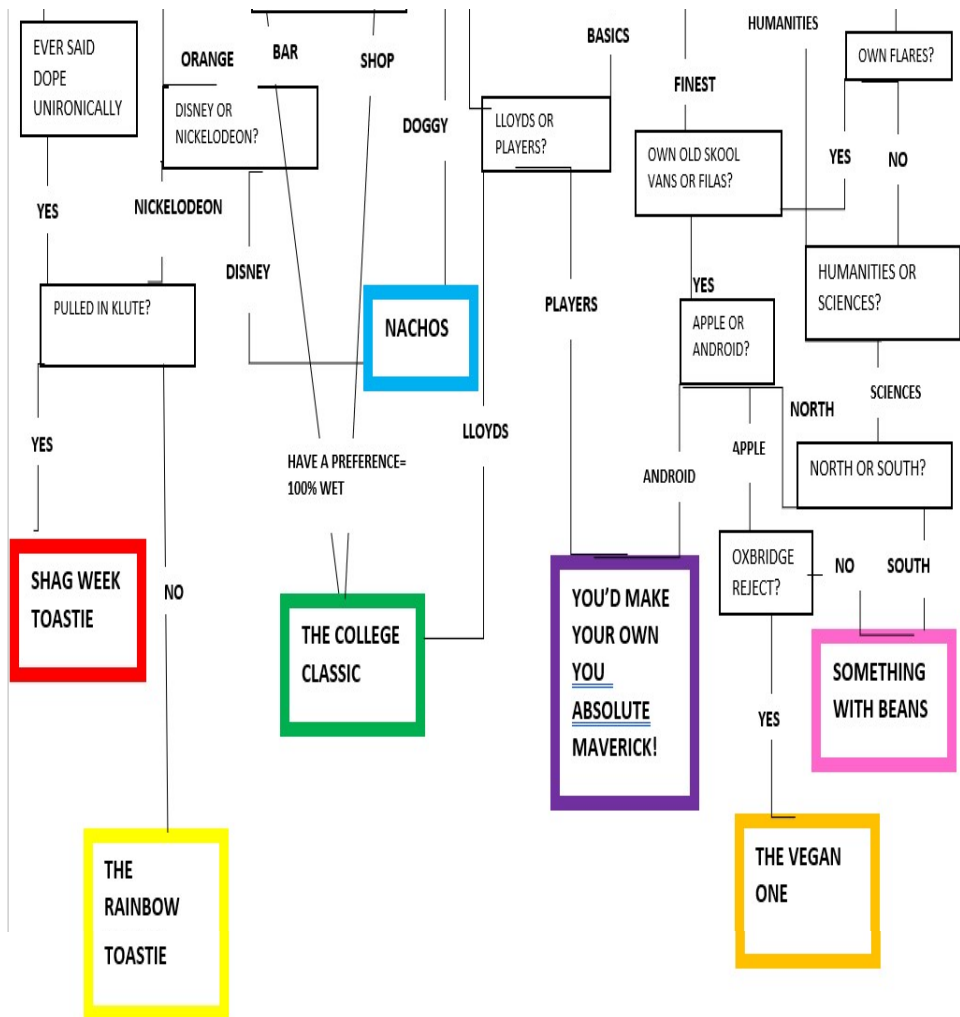 HUMANITIES
BASICS
EVER SAID
DOPE
UNIRONICALLY
ORANGE
BAR
SHOP
OWN FLARES?
FINEST
DISNEY OR
NICKELODEON?
DOGGY
LLOYDS OR
PLAYERS?
OWN OLD SKOOL
VANS OR FILAS?
YES
NO
YES
NICKELODEON
DISNEY
PULLED IN KLUTE?
NACHOS
PLAYERS
YES
HUMANITIES OR
SCIENCES?
APPLE OR
ANDROID?
SCIENCES
NORTH
YES
LLOYDS
HAVE A PREFERENCE=
100% WET
ANDROID
APPLE
NORTH OR SOUTH?
SHAG WEEK
TOASTIE
NO
THE COLLEGE
CLASSIC
YOU'D MAKE
YOUR OWN
YOU
ABSOLUTE
MAVERICK!
OXBRIDGE
REJECT?
NO
SOUTH
SOMETHING
WITH BEANS
YES
THE
RAINBOW
TOASTIE
THE VEGAN
ONE